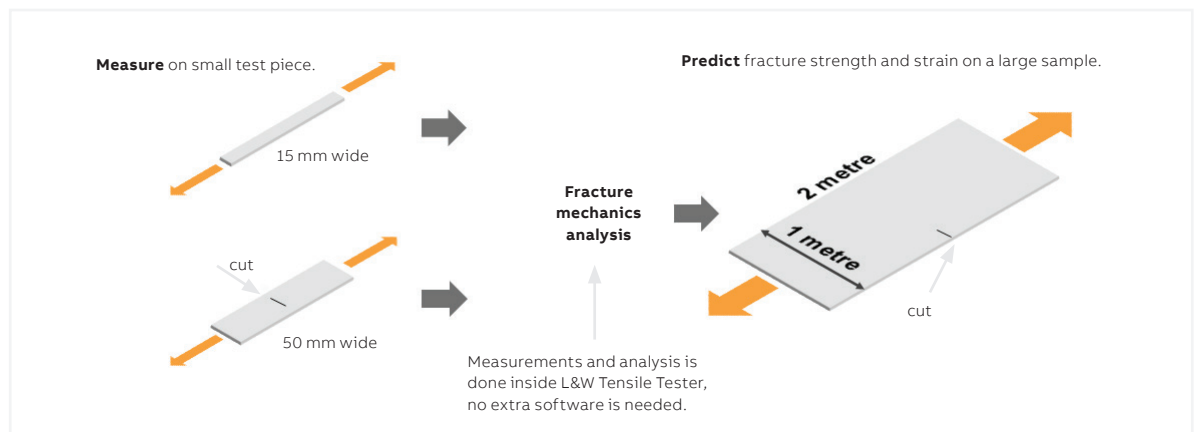 Measure on small test piece.
15 mm wide
cut
50 mm wide
Fracture
mechanics
analysis
Measurements and analysis is
done inside L&W Tensile Tester,
no extra software is needed.
Predict fracture strength and strain on a large sample.
2 metre
1 metre
cut